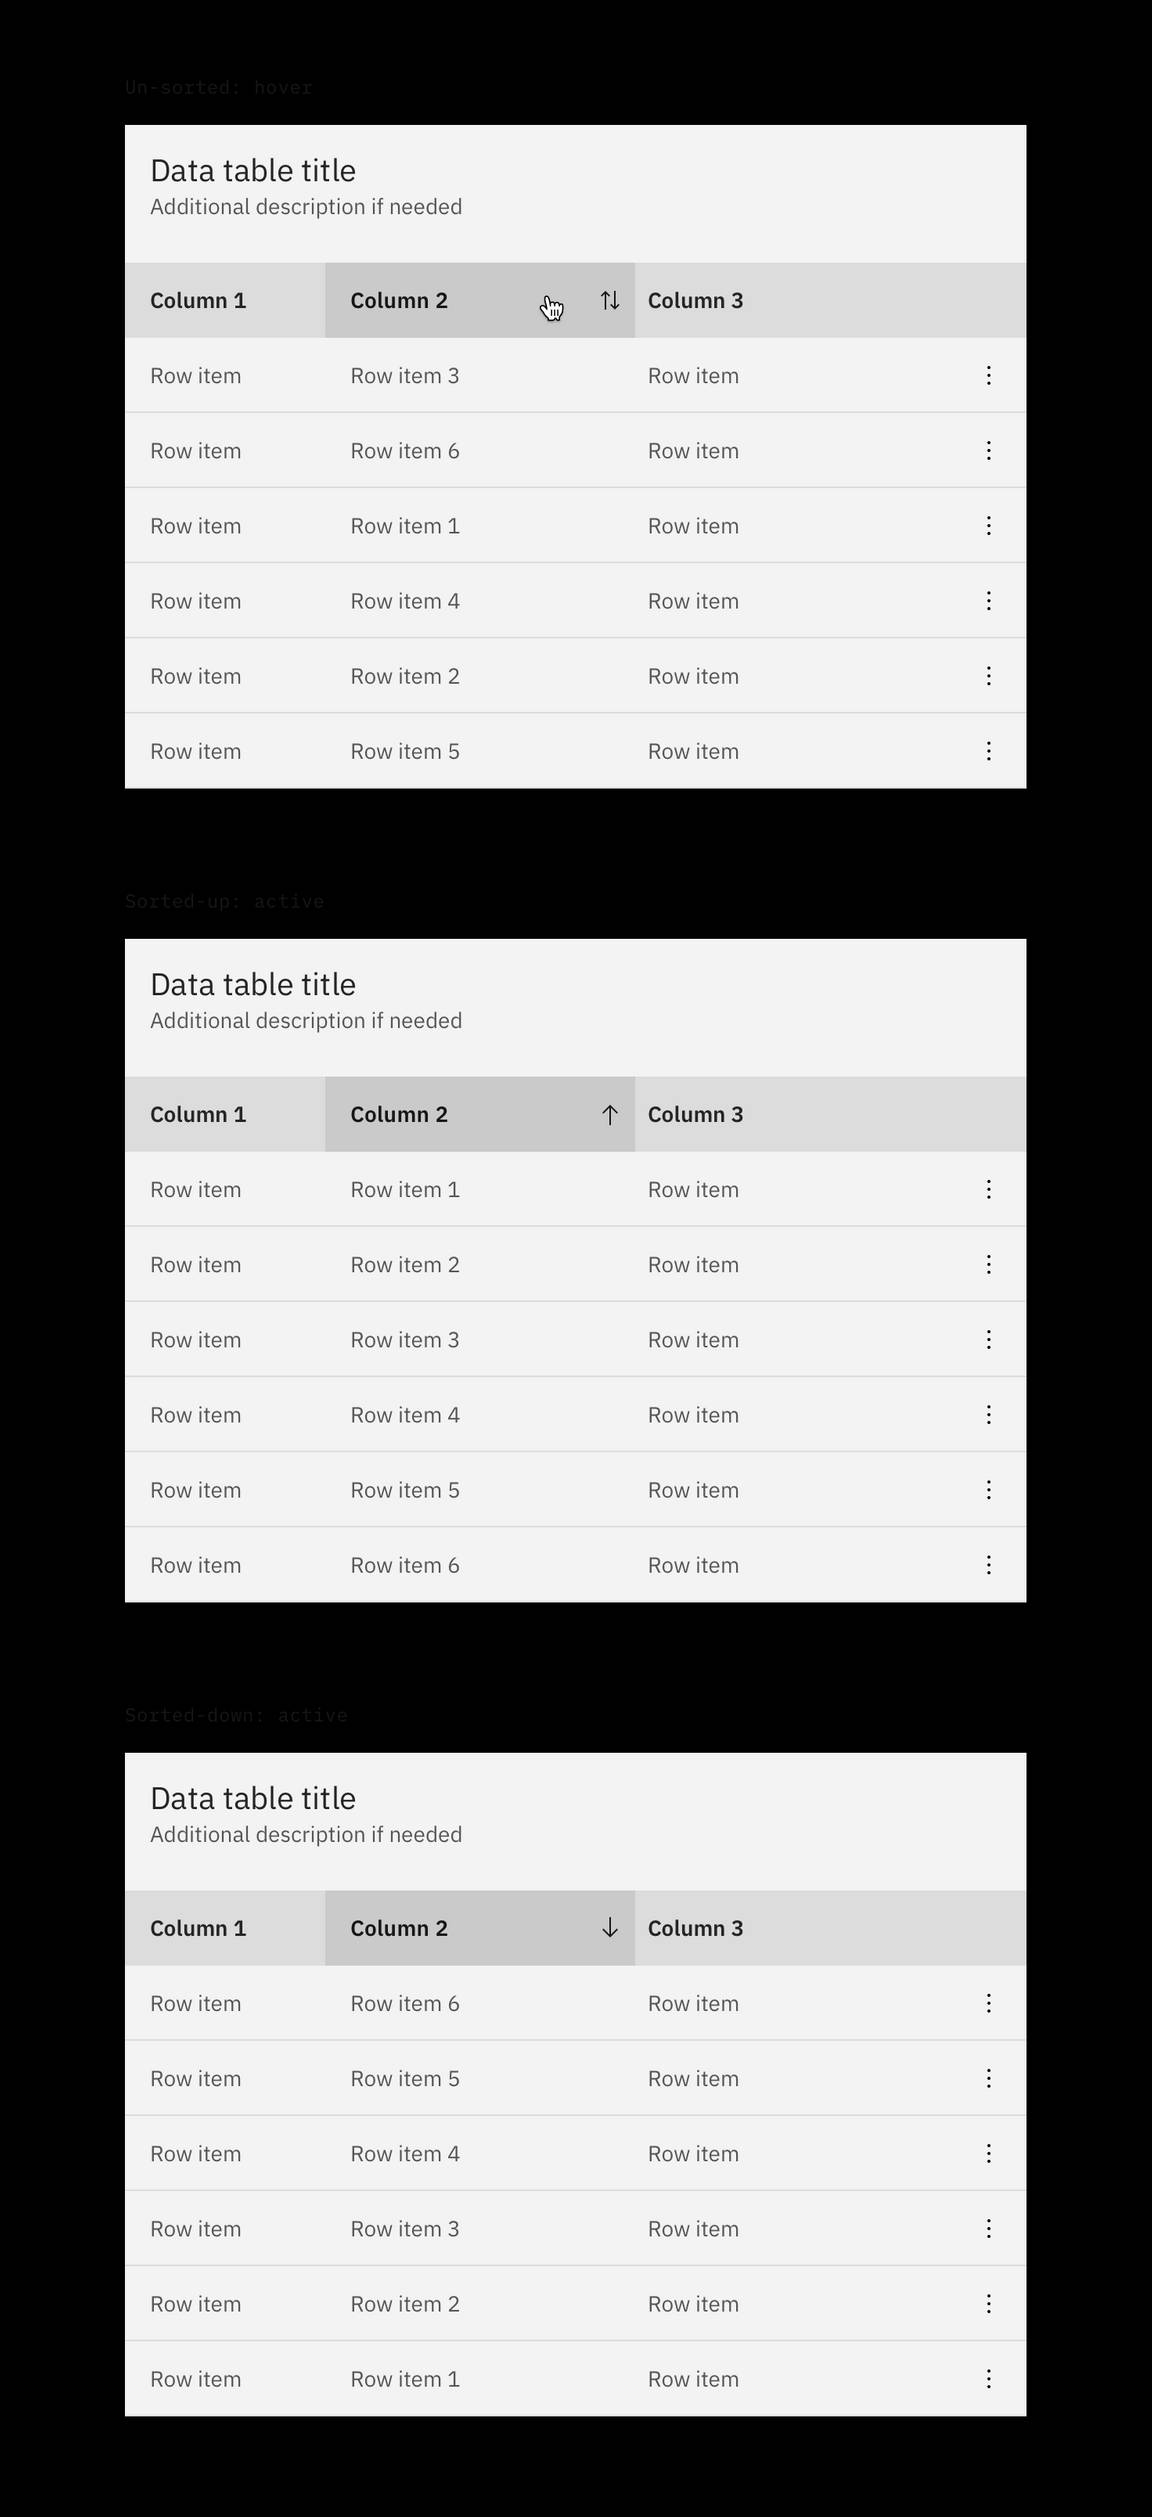 Un-sorted: hover
Data table title
Additional description if needed
Column 1 Column 2 Column 3
Row item Row item 3 Row item
Row item Row item 6 Row item
Row item Row item 1 Row item
Row item Row item 4 Row item
Row item Row item 2 Row item
Row item Row item 5 Row item
Sorted-up: active
Data table title
Additional description if needed
Column 1 Column 2 Column 3
Row item Row item 1 Row item
Row item Row item 2 Row item
Row item Row item 3 Row item
Row item Row item 4 Row item
Row item Row item 5 Row item
Row item Row item 6 Row item
Sorted-down: active
Data table title
Additional description if needed
Column 1 Column 2 Column 3
Row item Row item 6 Row item
Row item Row item 5 Row item
Row item Row item 4 Row item
Row item Row item 3 Row item
Row item Row item 2 Row item
Row item Row item 1 Row item